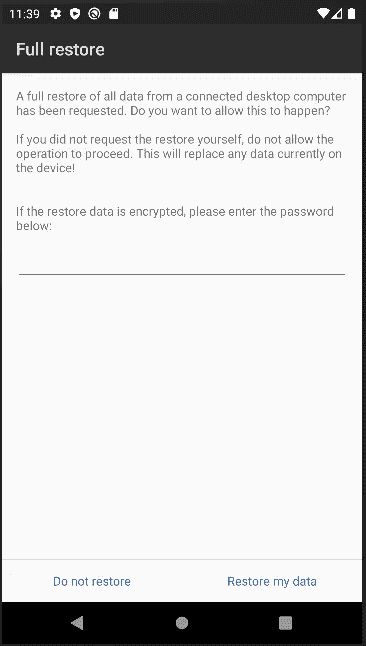 11:39
Full restore
A full restore of all data from a connected desktop computer
has been requested. Do you want to allow this to happen?
If you did not request the restore yourself, do not allow the
operation to proceed. This will replace any data currently on
the device!
If the restore data is encrypted, please enter the password
below:
Do not restore
Restore my data